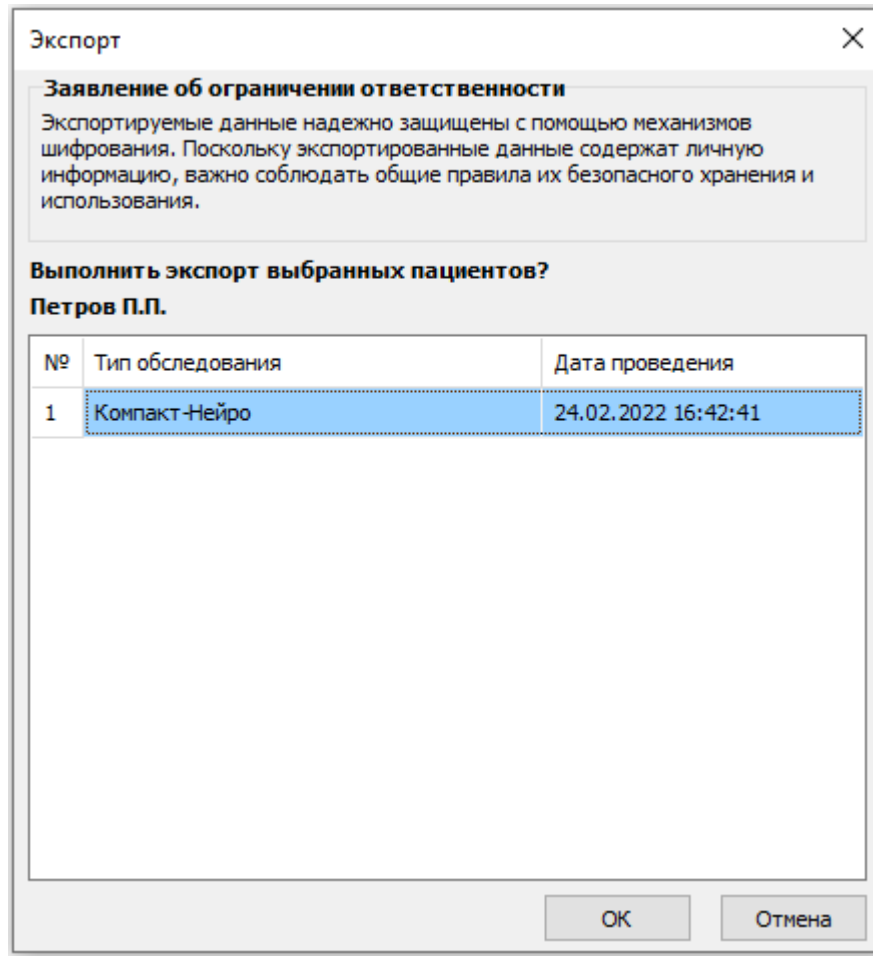 Экспорт
Заявление об ограничении ответственности
Экспортируемые данные надежно защищены с помощью механизмов
шифрования. Поскольку экспортированные данные содержат личную
информацию, важно соблюдать общие правила их безопасного хранения и
использования.
Выполнить экспорт выбранных пациентов?
Петров П.П.
№ Тип обследования Дата проведения
1 Компакт-Нейро 24.02.2022 16:42:41
ОК Отмена